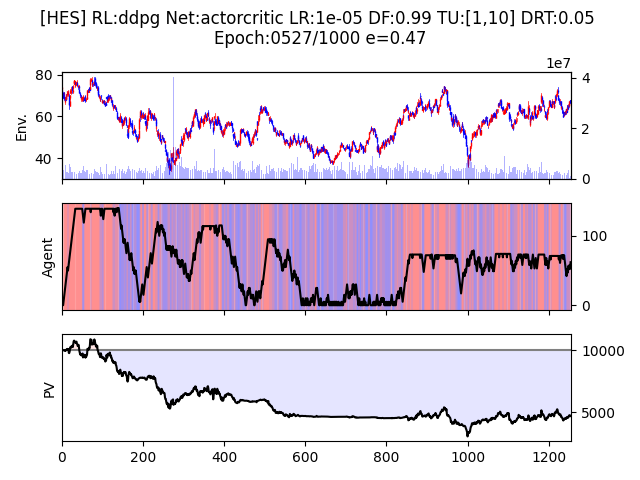 [HES] RL:ddpg Net:actorcritic LR:1e-05 DF:0.99 TU:[1,10] DRT:0.05
Epoch:0527/1000 e=0.47
1e7
80
60
40
Env.
4
2
0
Agent
100
0
PV
10000
5000
0 200 400 600 800 1000 1200